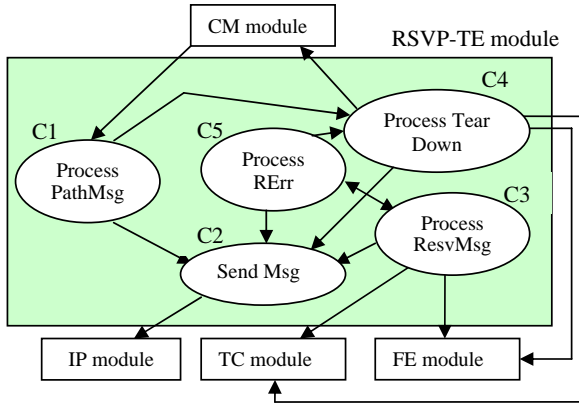 CM module
RSVP-TE module
C4
Process Tear
Down
C1
Process
PathMsg
C5
Process
RErr
C3
Process
ResvMsg
C2
Send Msg
IP module
TC module
FE module